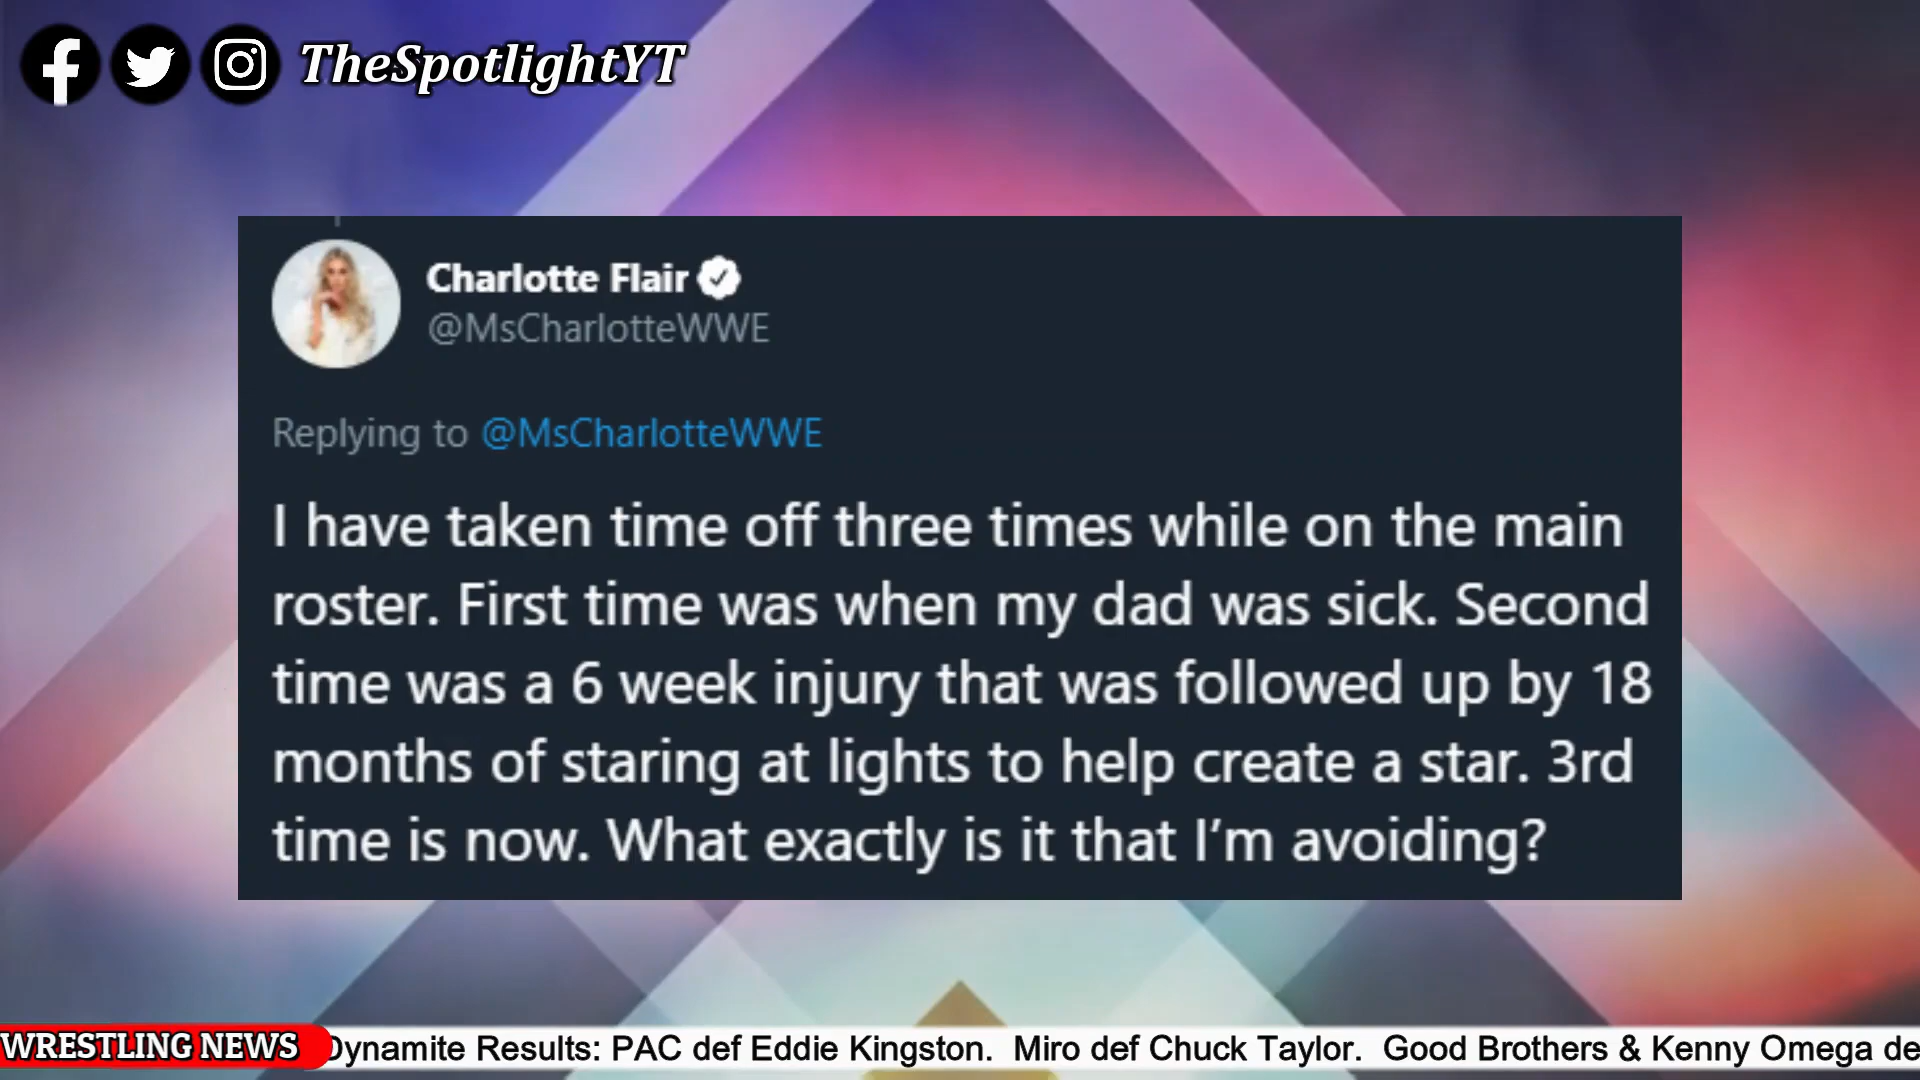 TheSpotlightYT
Charlotte Flair
@MsCharlotteWWE
Replying to @MsCharlotteWWE
I have taken time off three times while on the main
roster. First time was when my dad was sick. Second
time was a 6 week injury that was followed up by 18
months of staring at lights to help create a star. 3rd
time is now. What exactly is it that I’m avoiding?
WRESTLING NEWS Dynamite Results: PAC def Eddie Kingston. Miro def Chuck Taylor. Good Brothers & Kenny Omega de